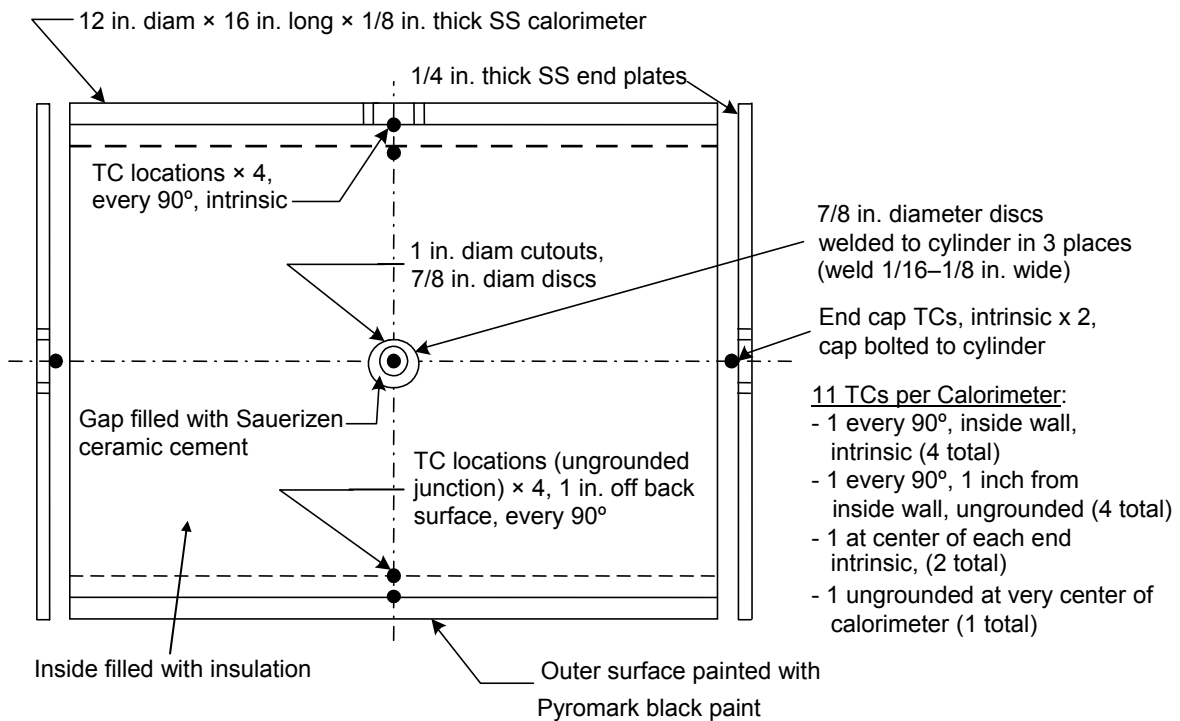 12 in. diam × 16 in. long × 1/8 in. thick SS calorimeter
1/4 in. thick SS end plates
TC locations × 4,
every 90º, intrinsic
1 in. diam cutouts,
7/8 in. diam discs
7/8 in. diameter discs
welded to cylinder in 3 places
(weld 1/16–1/8 in. wide)
End cap TCs, intrinsic x 2,
cap bolted to cylinder
Gap filled with Sauerizen
ceramic cement
TC locations (ungrounded
junction) × 4, 1 in. off back
surface, every 90º
11 TCs per Calorimeter:
- 1 every 90º, inside wall,
intrinsic (4 total)
- 1 every 90º, 1 inch from
inside wall, ungrounded (4 total)
- 1 at center of each end
intrinsic, (2 total)
- 1 ungrounded at very center of
calorimeter (1 total)
Inside filled with insulation
Outer surface painted with
Pyromark black paint